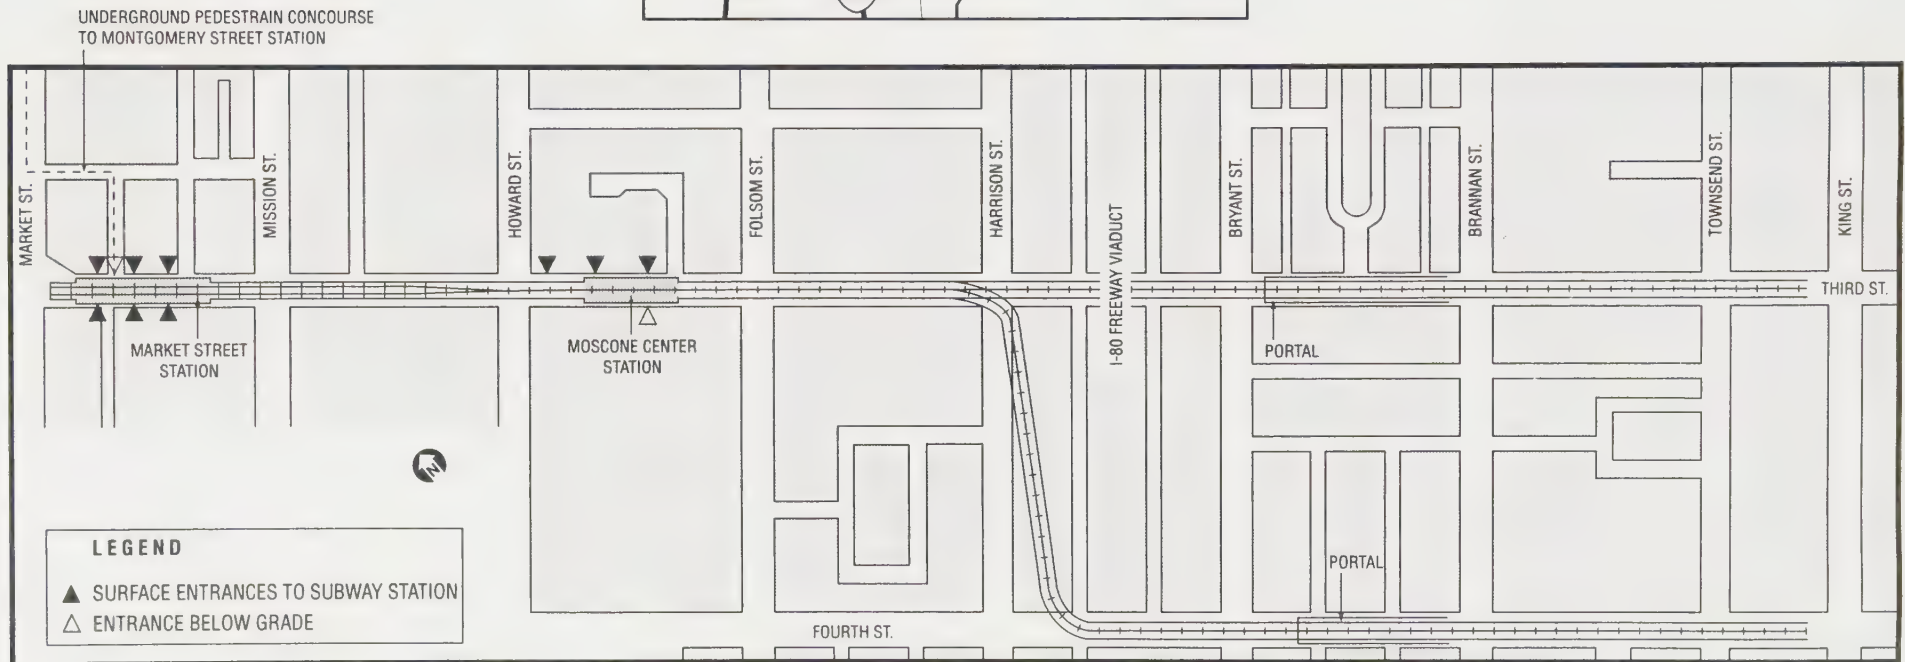 UNDERGROUND PEDESTRAIN CONCOURSE
TO MONTGOMERY STREET STATION
MARKET ST.
MISSION ST.
HOWARD ST.
FOLSOM ST.
HARRISON ST.
I-80 FREEWAY VIADUCT
BRYANT ST.
BRANNAN ST.
TOWNSEND ST.
KING ST.
THIRD ST.
MARKET STREET
STATION
MOSCONE CENTER
STATION
PORTAL
N
LEGEND
SURFACE ENTRANCES TO SUBWAY STATION
ENTRANCE BELOW GRADE
PORTAL
FOURTH ST.